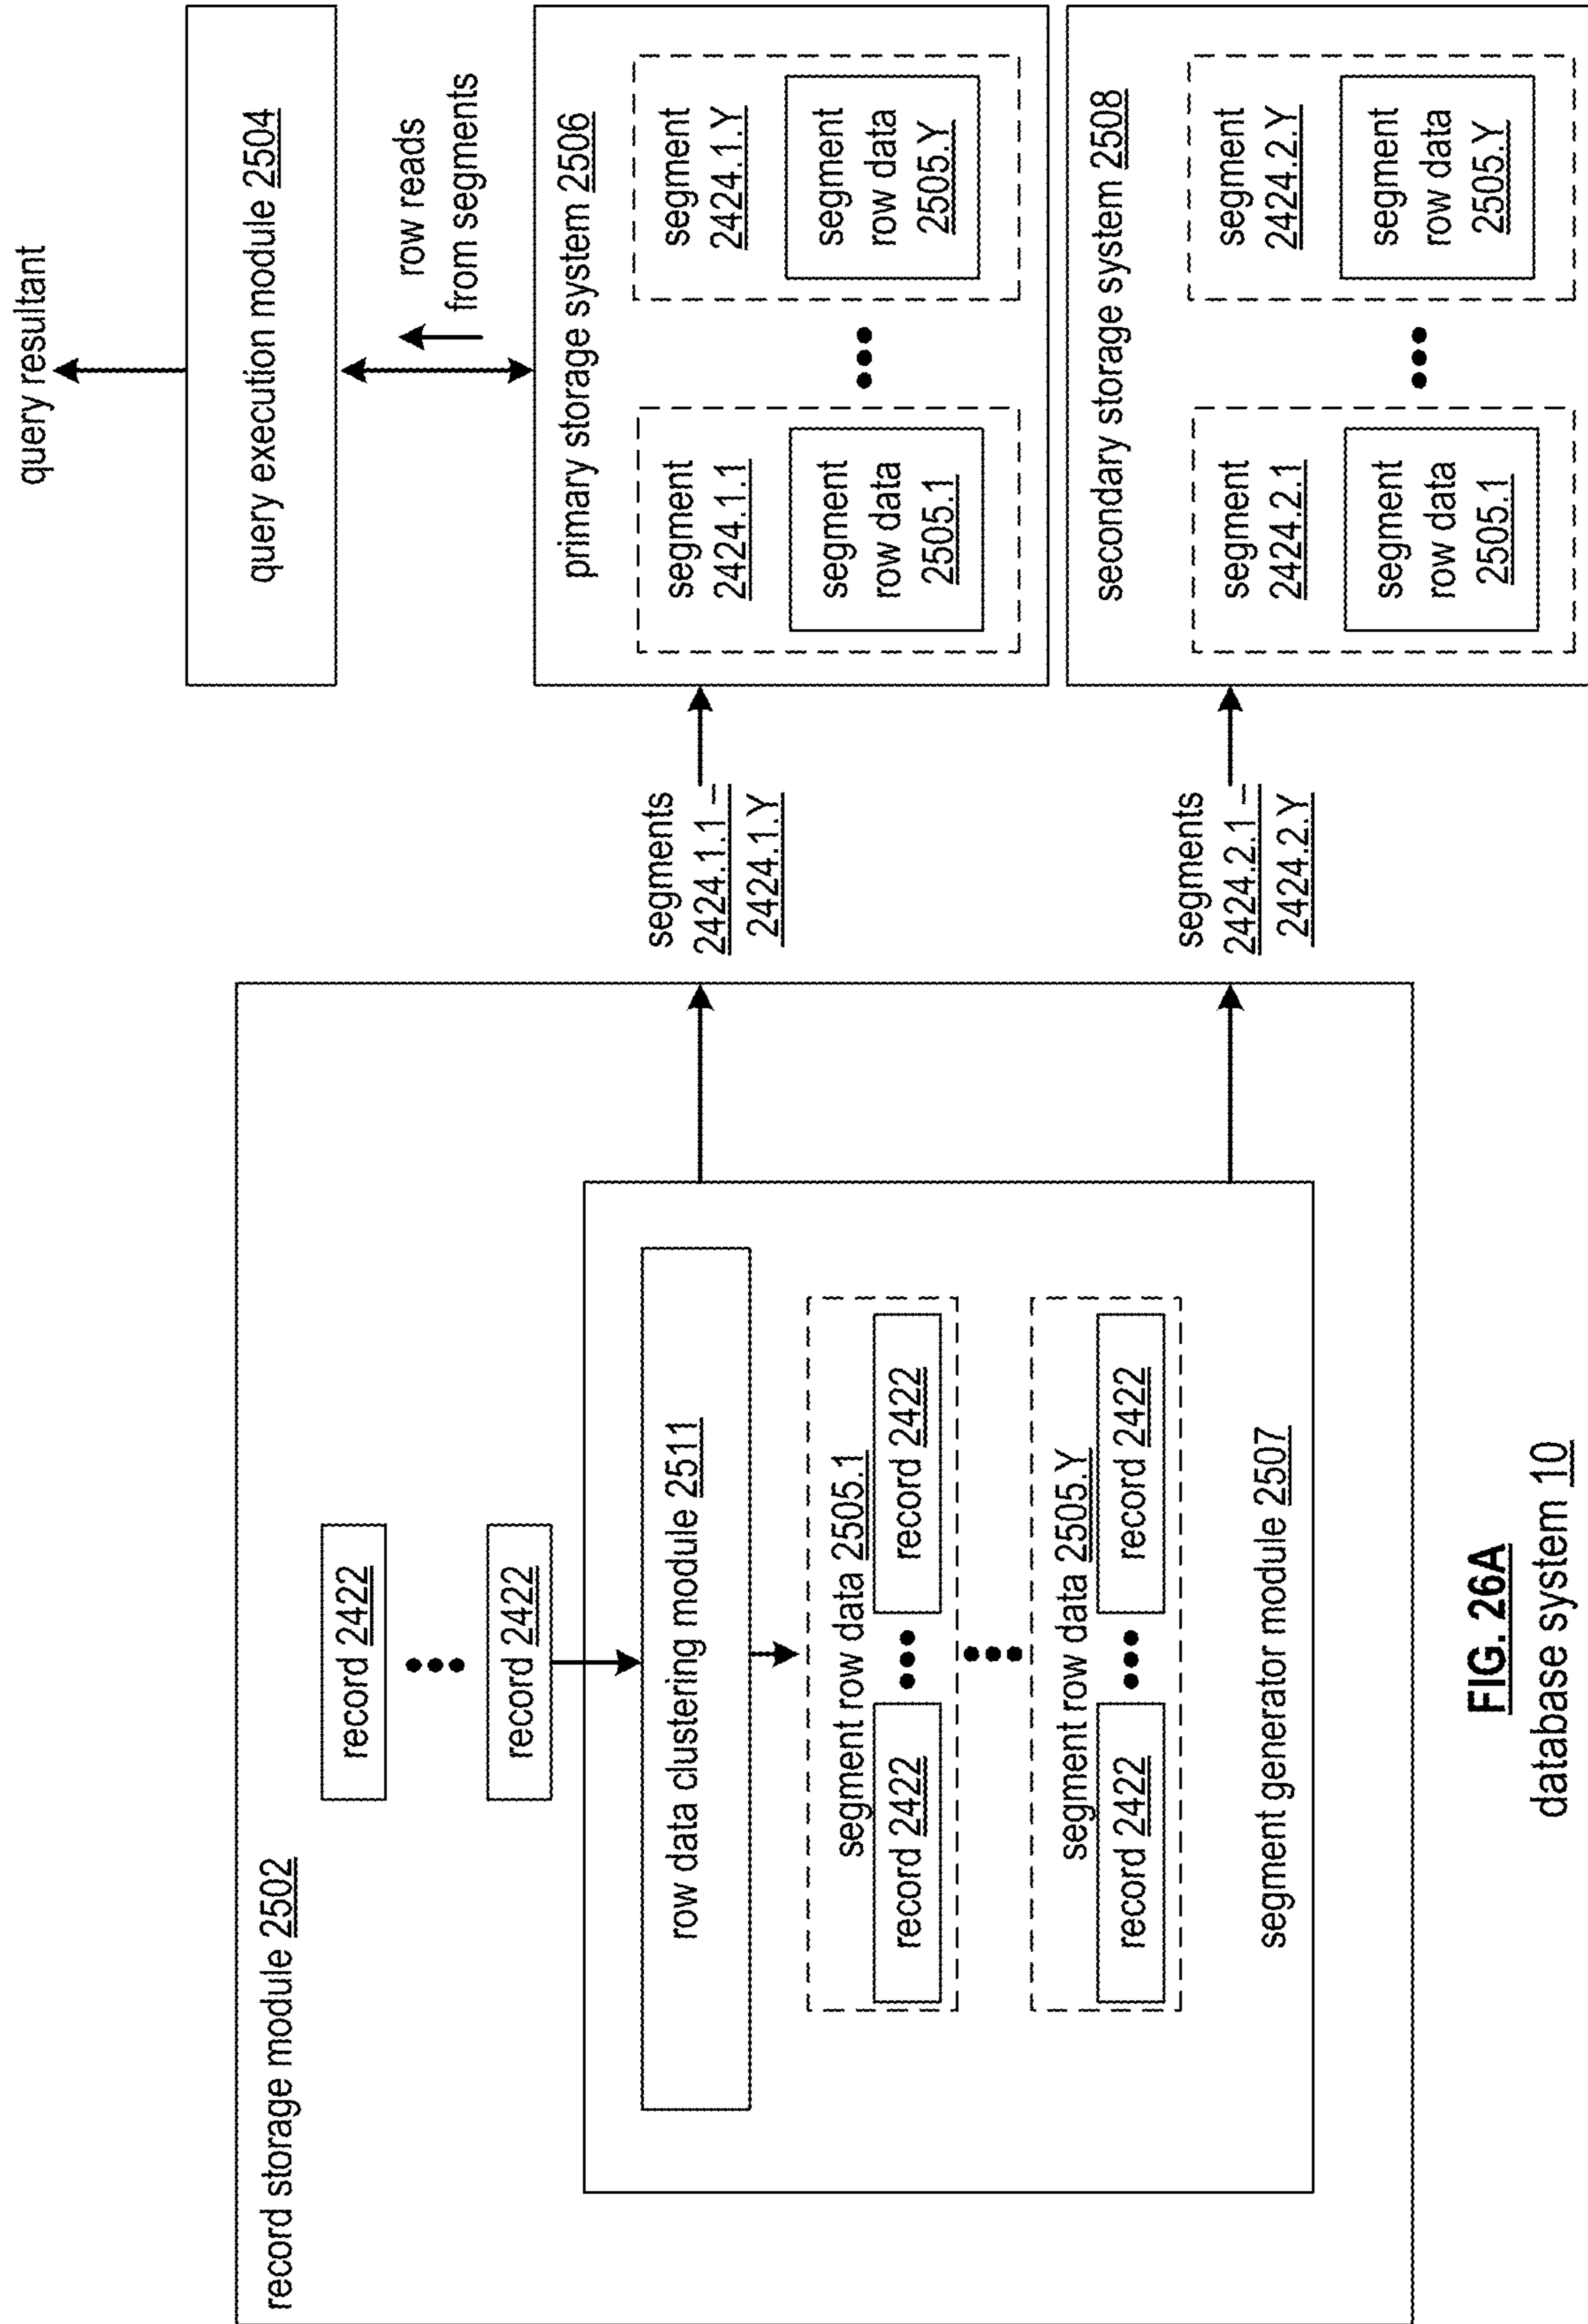 record storage module 2502
record 2422
record 2422
row data clustering module 2511
segment row data 2505.1
record 2422
record 2422
segment row data 2505.Y
record 2422
record 2422
segment generator module 2507
segments
2424.1.1 –
2424.1.Y
segments
2424.2.1 –
2424.2.Y
query resultant
query execution module 2504
row reads
from segments
primary storage system 2506
segment
2424.1.1
segment
row data
2505.1
segment
2424.1.Y
segment
row data
2505.Y
secondary storage system 2508
segment
2424.2.1
segment
row data
2505.1
segment
2424.2.Y
segment
row data
2505.Y
FIG. 26A
database system 10